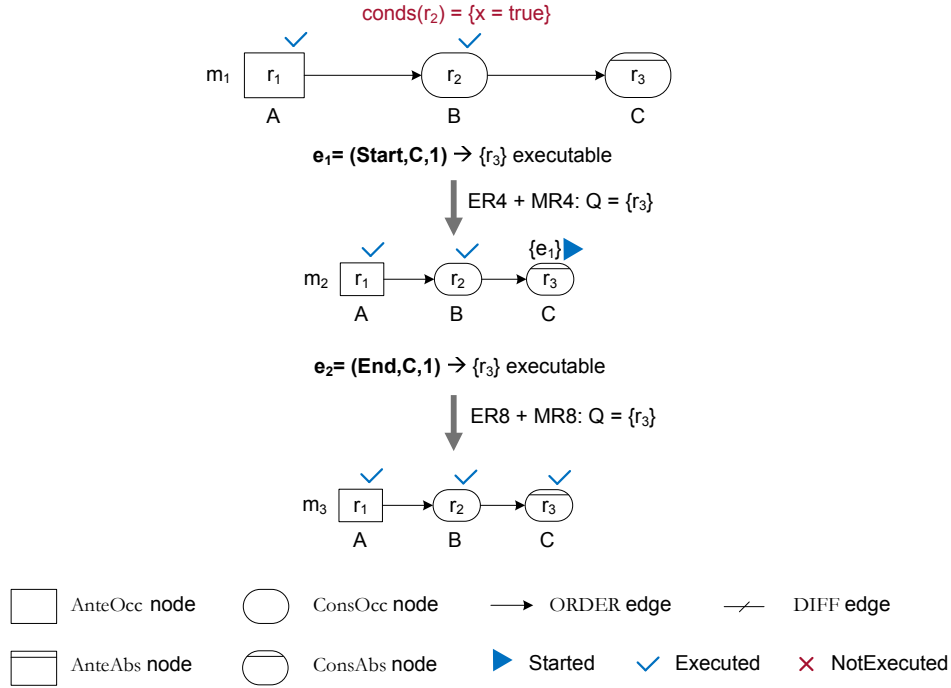 conds(r₂) = {x = true}
m₁ r₁ r₂ r₃
A B C
e₁= (Start,C,1) → {r₃} executable
ER4 + MR4: Q = {r₃}
{e₁}
m₂ r₁ r₂ r₃
A B C
e₂= (End,C,1) → {r₃} executable
ER8 + MR8: Q = {r₃}
m₃ r₁ r₂ r₃
A B C
AnteOcc node ConsOcc node ORDER edge DIFF edge
AnteAbs node ConsAbs node Started Executed NotExecuted